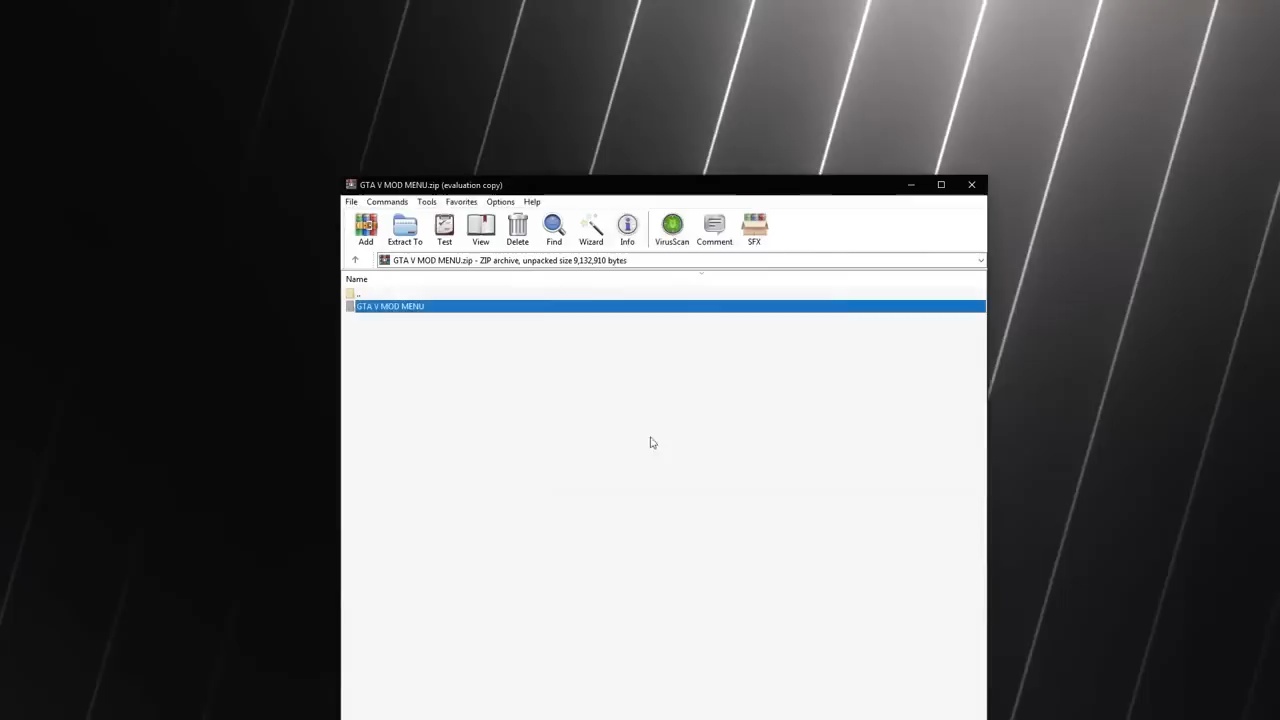 GTA V MOD MENU.zip (evaluation copy)
File Commands Tools Favorites Options Help
Add Extract To Test View Delete Find Wizard Info VirusScan Comment SFX
GTA V MOD MENU.zip - ZIP archive, unpacked size 9,132,910 bytes
Name
..
GTA V MOD MENU